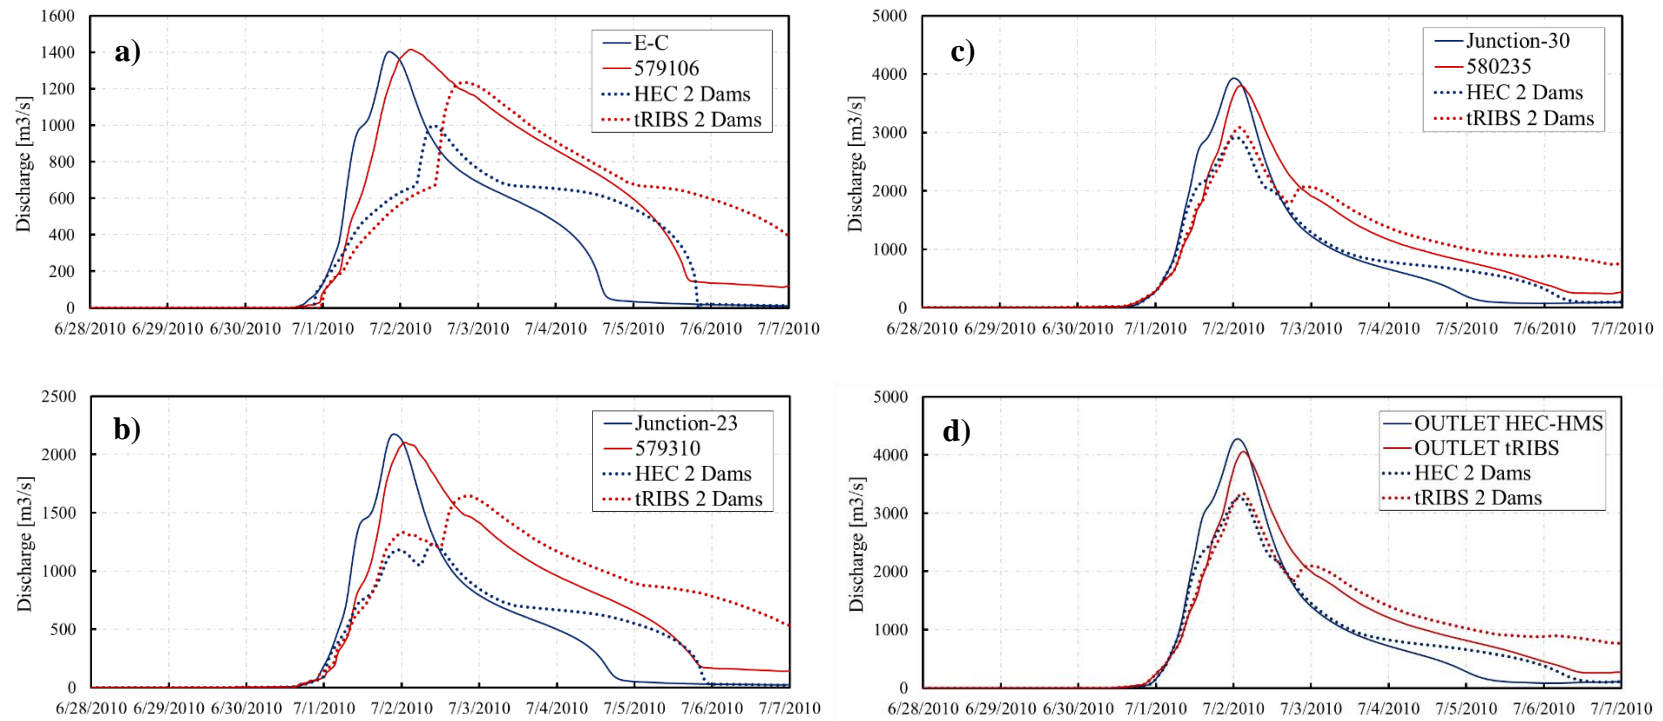 a)
1600
1400
1200
1000
800
600
400
200
0
Discharge [m3/s]
E-C
579106
HEC 2 Dams
tRIBS 2 Dams
6/28/2010 6/29/2010 6/30/2010 7/1/2010 7/2/2010 7/3/2010 7/4/2010 7/5/2010 7/6/2010 7/7/2010
c)
5000
4000
3000
2000
1000
0
Discharge [m3/s]
Junction-30
580235
HEC 2 Dams
tRIBS 2 Dams
6/28/2010 6/29/2010 6/30/2010 7/1/2010 7/2/2010 7/3/2010 7/4/2010 7/5/2010 7/6/2010 7/7/2010
b)
2500
2000
1500
1000
500
0
Discharge [m3/s]
Junction-23
579310
HEC 2 Dams
tRIBS 2 Dams
6/28/2010 6/29/2010 6/30/2010 7/1/2010 7/2/2010 7/3/2010 7/4/2010 7/5/2010 7/6/2010 7/7/2010
d)
5000
4000
3000
2000
1000
0
Discharge [m3/s]
OUTLET HEC-HMS
OUTLET tRIBS
HEC 2 Dams
tRIBS 2 Dams
6/28/2010 6/29/2010 6/30/2010 7/1/2010 7/2/2010 7/3/2010 7/4/2010 7/5/2010 7/6/2010 7/7/2010